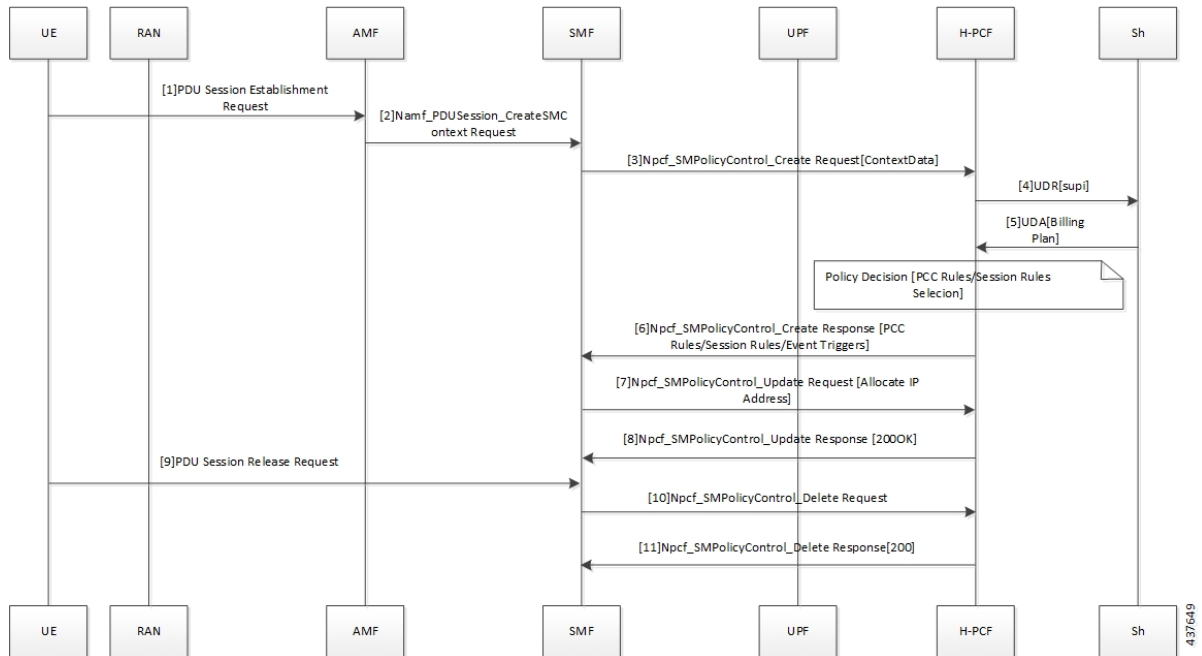 UE
RAN
AMF
SMF
UPF
H-PCF
Sh
[1]PDU Session Establishment
Request
[2]Namf_PDUSession_CreateSMC
ontext Request
[3]Npcf_SMPolicyControl_Create Request[ContextData]
[4]UDR[supi]
[5]UDA[Billing
Plan]
Policy Decision [PCC Rules/Session Rules
Selecion]
[6]Npcf_SMPolicyControl_Create Response [PCC
Rules/Session Rules/Event Triggers]
[7]Npcf_SMPolicyControl_Update Request [Allocate IP
Address]
[8]Npcf_SMPolicyControl_Update Response [200OK]
[9]PDU Session Release Request
[10]Npcf_SMPolicyControl_Delete Request
[11]Npcf_SMPolicyControl_Delete Response[200]
UE
RAN
AMF
SMF
UPF
H-PCF
Sh
437649